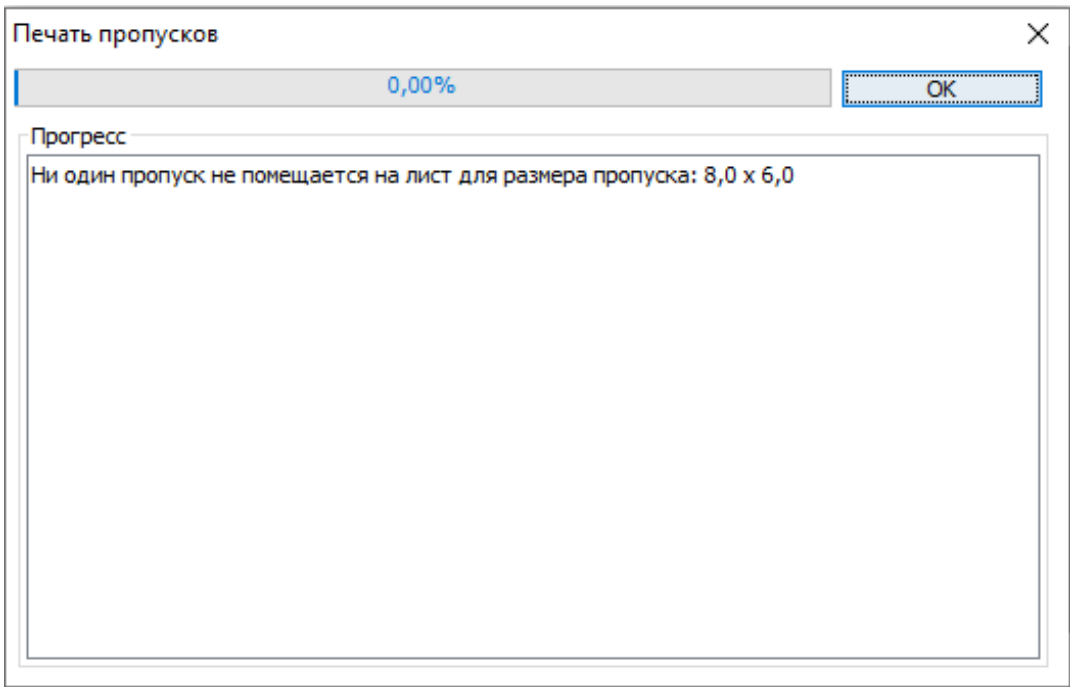 Печать пропусков
0,00%
OK
Прогресс
Ни один пропуск не помещается на лист для размера пропуска: 8,0 x 6,0